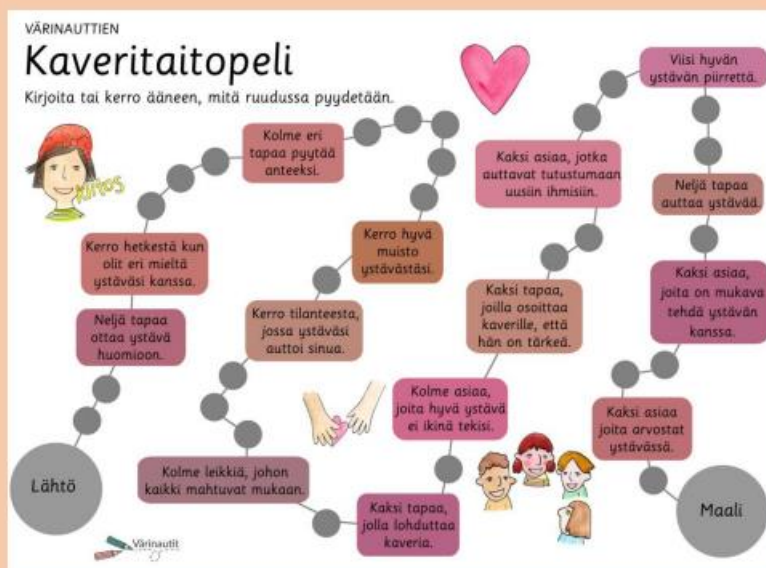 VÄRINAUTTIEN
Kaveritaitopeli
Kirjoita tai kerro ääneen, mitä ruudussa pyydetään.
KIITOS
Lähtö
Neljä tapaa
ottaa ystävä
huomioon.
Kerro hetkestä kun
olit eri mieltä
ystäväsi kanssa.
Kolme eri
tapaa pyytää
anteeksi.
Kerro hyvä
muisto
ystävästäsi.
Kerro tilanteesta,
jossa ystäväsi
auttoi sinua.
Kolme leikkiä, johon
kaikki mahtuvat mukaan.
Kaksi tapaa,
jolla lohduttaa
kaveria.
Kolme asiaa,
joita hyvä ystävä
ei ikinä tekisi.
Kaksi tapaa,
joilla osoittaa
kaverille, että
hän on tärkeä.
Kaksi asiaa, jotka
auttavat tutustumaan
uusiin ihmisiin.
Viisi hyvän
ystävän piirrettä.
Neljä tapaa
auttaa ystävää.
Kaksi asiaa,
joita on mukava
tehdä ystävän
kanssa.
Kaksi asiaa
joita arvostat
ystävässä.
Maali
Värinautit